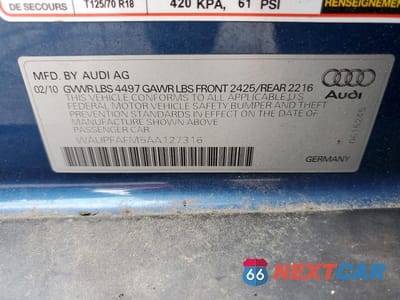 DE SECOURS T125/70 R18 420 KPA, 61 PSI RENSEIGNEMENTS
MFD. BY AUDI AG
02/10 GVWR LBS 4497 GAWR LBS FRONT 2425/REAR 2216
THIS VEHICLE CONFORMS TO ALL APPLICABLE U.S.
FEDERAL MOTOR VEHICLE SAFETY BUMPER AND THEFT
PREVENTION STANDARDS IN EFFECT ON THE DATE OF
MANUFACTURE SHOWN ABOVE.
PASSENGER CAR
WAUPFAFM5AA127316
Audi
GERMANY
66 NEXTCAR